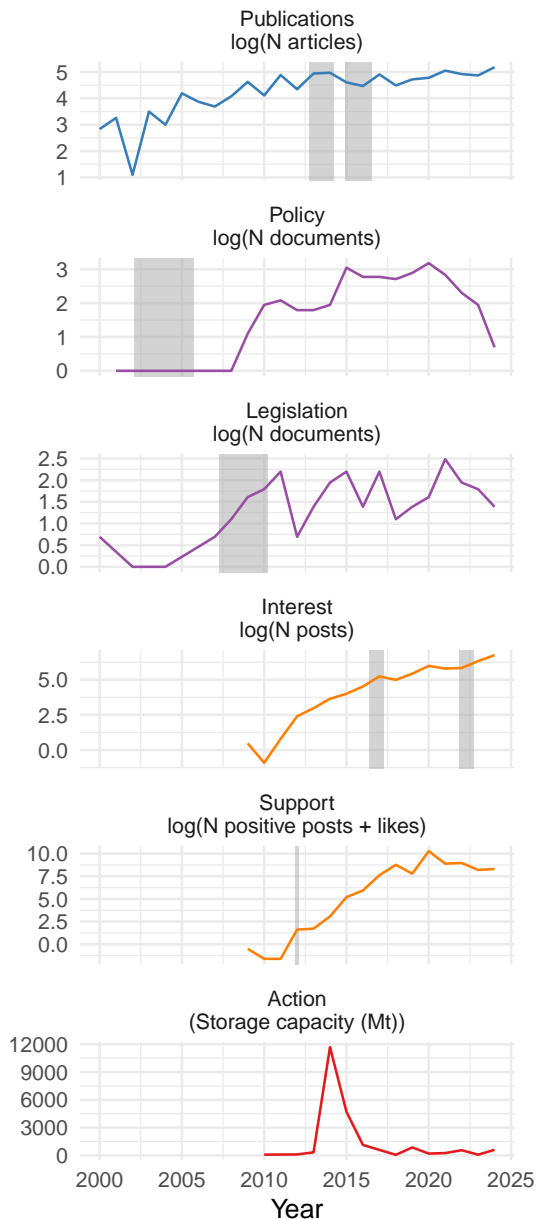 Publications
log(N articles)
5
4
3
2
1
Policy
log(N documents)
3
2
1
0
Legislation
log(N documents)
2.5
2.0
1.5
1.0
0.5
0.0
Interest
log(N posts)
5.0
2.5
0.0
Support
log(N positive posts + likes)
10.0
7.5
5.0
2.5
0.0
Action
(Storage capacity (Mt))
12000
9000
6000
3000
0
2000 2005 2010 2015 2020 2025
Year